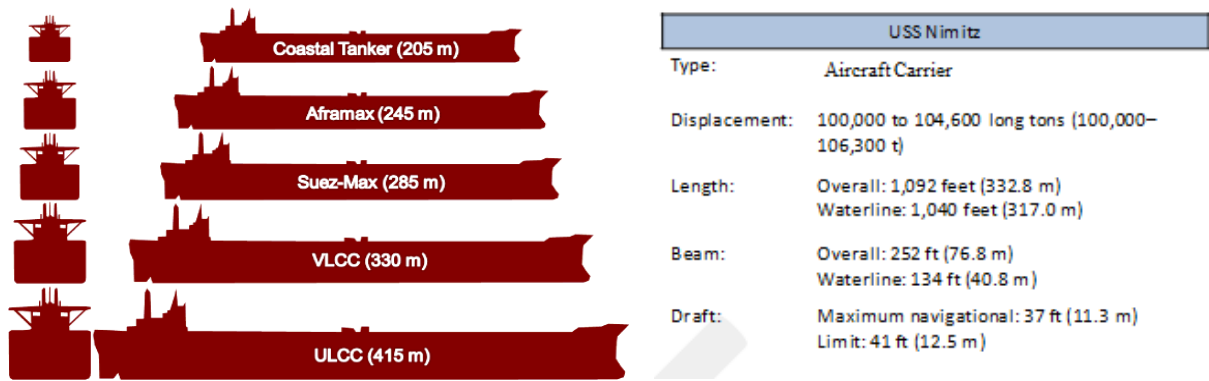 Coastal Tanker (205 m)
Aframax (245 m)
Suez-Max (285 m)
VLCC (330 m)
ULCC (415 m)
USS Nimitz
Type: Aircraft Carrier
Displacement: 100,000 to 104,600 long tons (100,000–
106,300 t)
Length: Overall: 1,092 feet (332.8 m)
Waterline: 1,040 feet (317.0 m)
Beam: Overall: 252 ft (76.8 m)
Waterline: 134 ft (40.8 m)
Draft: Maximum navigational: 37 ft (11.3 m)
Limit: 41 ft (12.5 m)